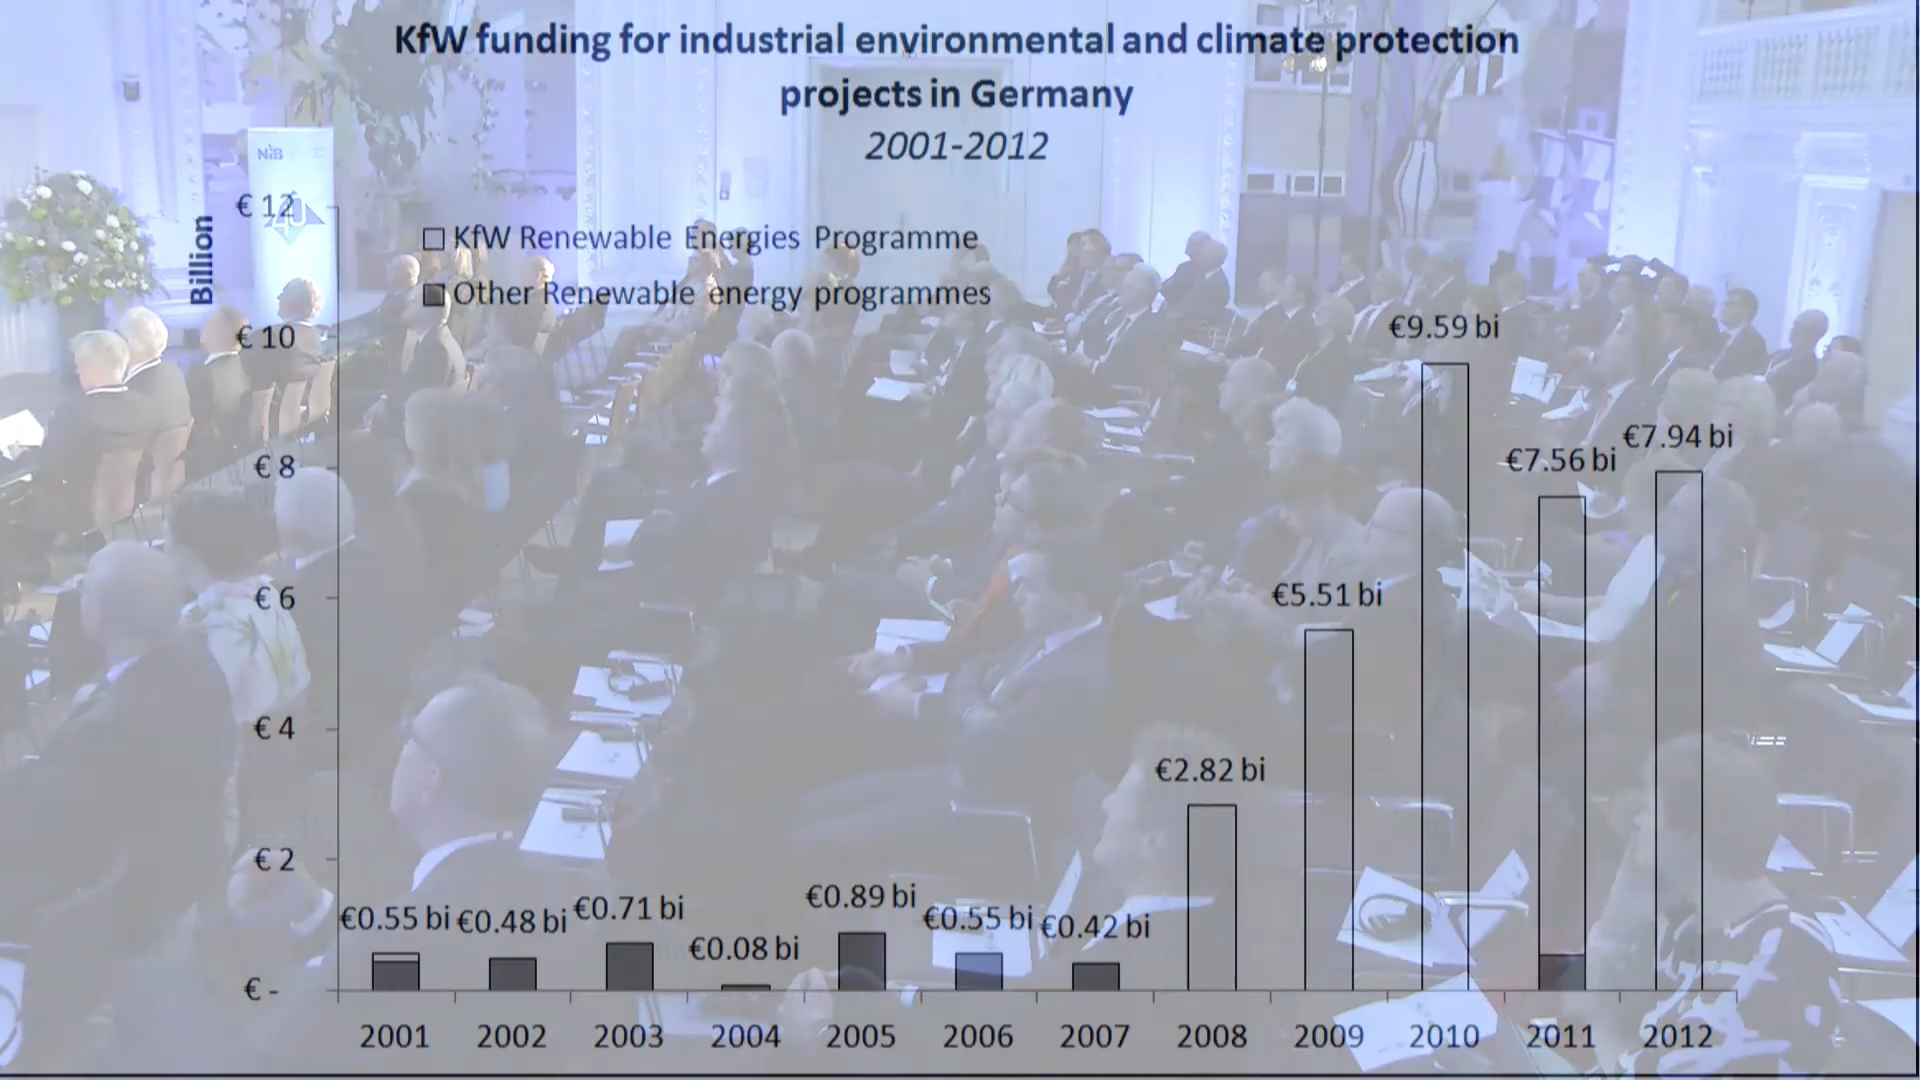 KfW funding for industrial environmental and climate protection
projects in Germany
2001-2012
NIB
40
Billion
€ 12
€ 10
€ 8
€ 6
€ 4
€ 2
€ -
KfW Renewable Energies Programme
Other Renewable energy programmes
€0.55 bi
€0.48 bi
€0.71 bi
€0.08 bi
€0.89 bi
€0.55 bi
€0.42 bi
€2.82 bi
€5.51 bi
€9.59 bi
€7.56 bi
€7.94 bi
2001 2002 2003 2004 2005 2006 2007 2008 2009 2010 2011 2012